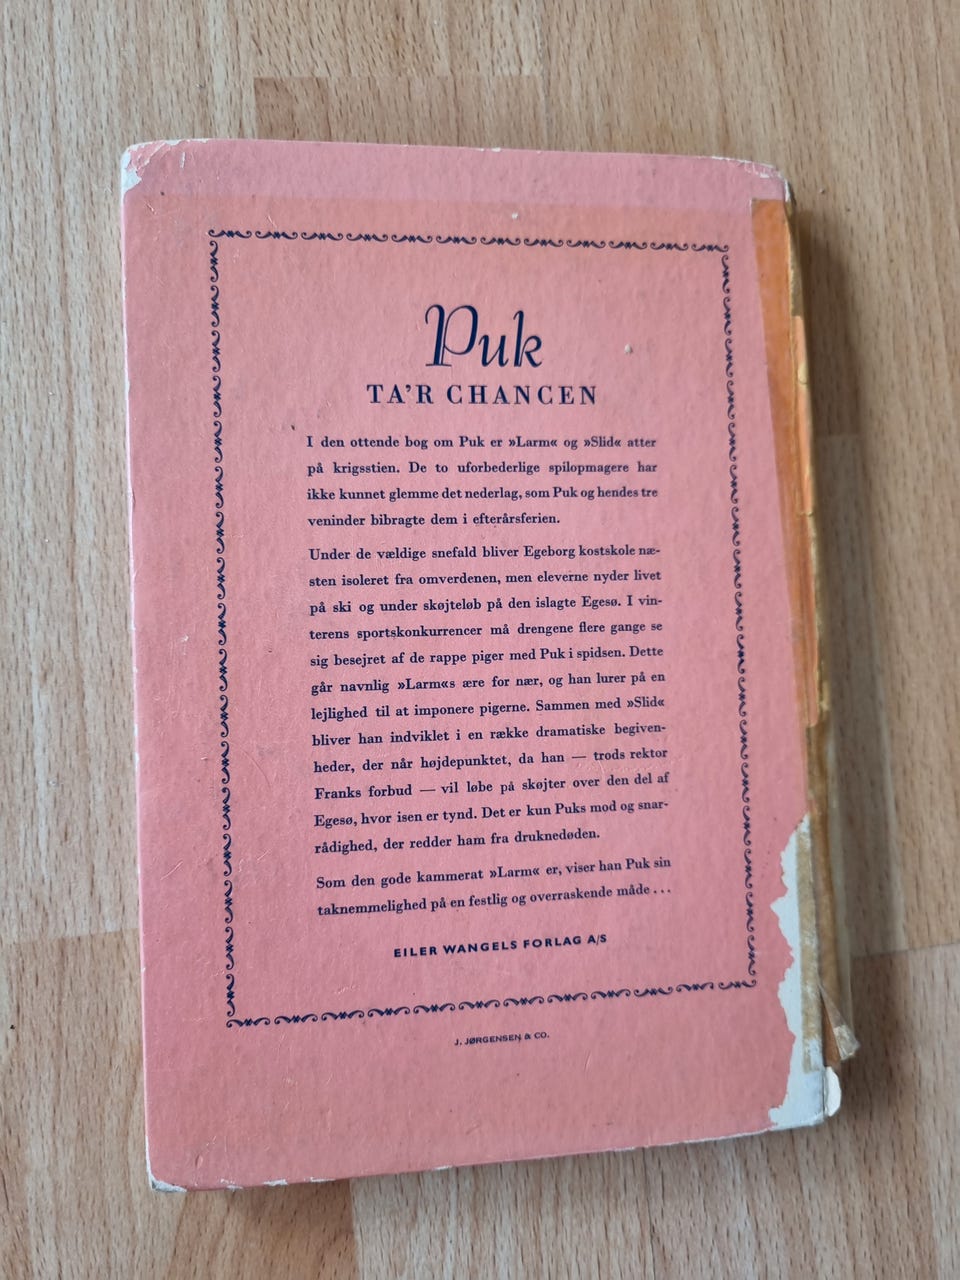 Puk
TA'R CHANCEN
I den ottende bog om Puk er »Larm« og »Slid« atter
på krigsstien. De to uforbederlige spilopmagere har
ikke kunnet glemme det nederlag, som Puk og hendes tre
veninder bibragte dem i efterårsferien.
Under de vældige snefald bliver Egeborg kostskole næ-
sten isoleret fra omverdenen, men eleverne nyder livet
på ski og under skøjteløb på den islagte Egesø. I vin-
terens sportskonkurrencer må drengene flere gange se
sig besejret af de rappe piger med Puk i spidsen. Dette
går navnlig »Larm«s ære for nær, og han lurer på en
lejlighed til at imponere pigerne. Sammen med »Slid«
bliver han indviklet i en række dramatiske begiven-
heder, der når højdepunktet, da han — trods rektor
Franks forbud — vil løbe på skøjter over den del af
Egesø, hvor isen er tynd. Det er kun Puks mod og snar-
rådighed, der redder ham fra druknedøden.
Som den gode kammerat »Larm« er, viser han Puk sin
taknemmelighed på en festlig og overraskende måde ...
EILER WANGELS FORLAG A/S
J. JØRGENSEN & CO.